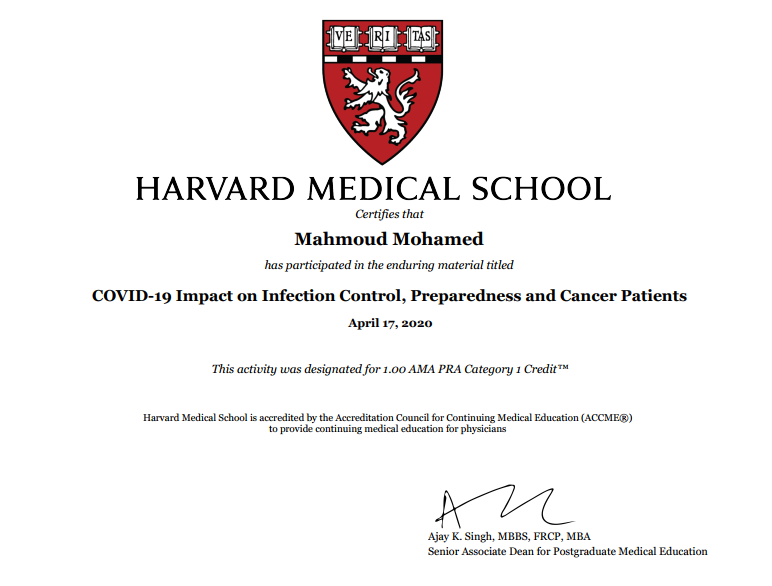 VE RI TAS
HARVARD MEDICAL SCHOOL
Certifies that
Mahmoud Mohamed
has participated in the enduring material titled
COVID-19 Impact on Infection Control, Preparedness and Cancer Patients
April 17, 2020
This activity was designated for 1.00 AMA PRA Category 1 Credit™
Harvard Medical School is accredited by the Accreditation Council for Continuing Medical Education (ACCME®)
to provide continuing medical education for physicians
Ajay K. Singh, MBBS, FRCP, MBA
Senior Associate Dean for Postgraduate Medical Education